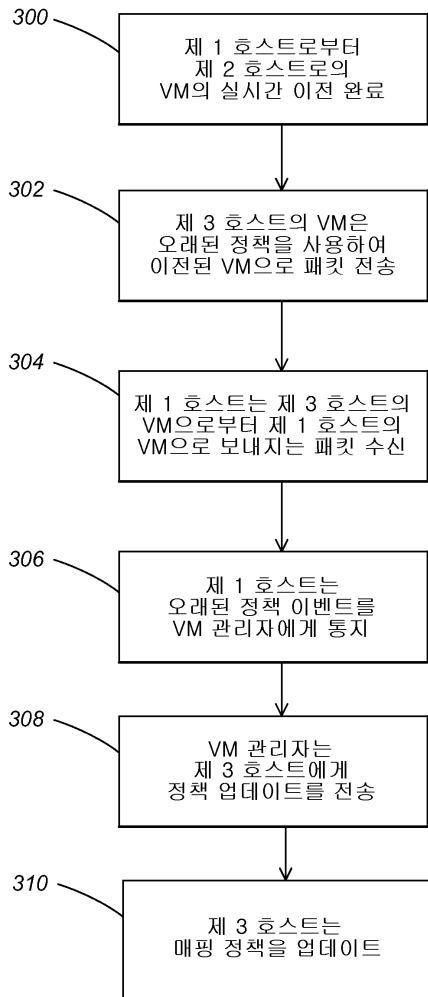 300
제 1 호스트로부터
제 2 호스트로의
VM의 실시간 이전 완료
302
제 3 호스트의 VM은
오래된 정책을 사용하여
이전된 VM으로 패킷 전송
304
제 1 호스트는 제 3 호스트의
VM으로부터 제 1 호스트의
VM으로 보내지는 패킷 수신
306
제 1 호스트는
오래된 정책 이벤트를
VM 관리자에게 통지
308
VM 관리자는
제 3 호스트에게
정책 업데이트를 전송
310
제 3 호스트는
매핑 정책을 업데이트